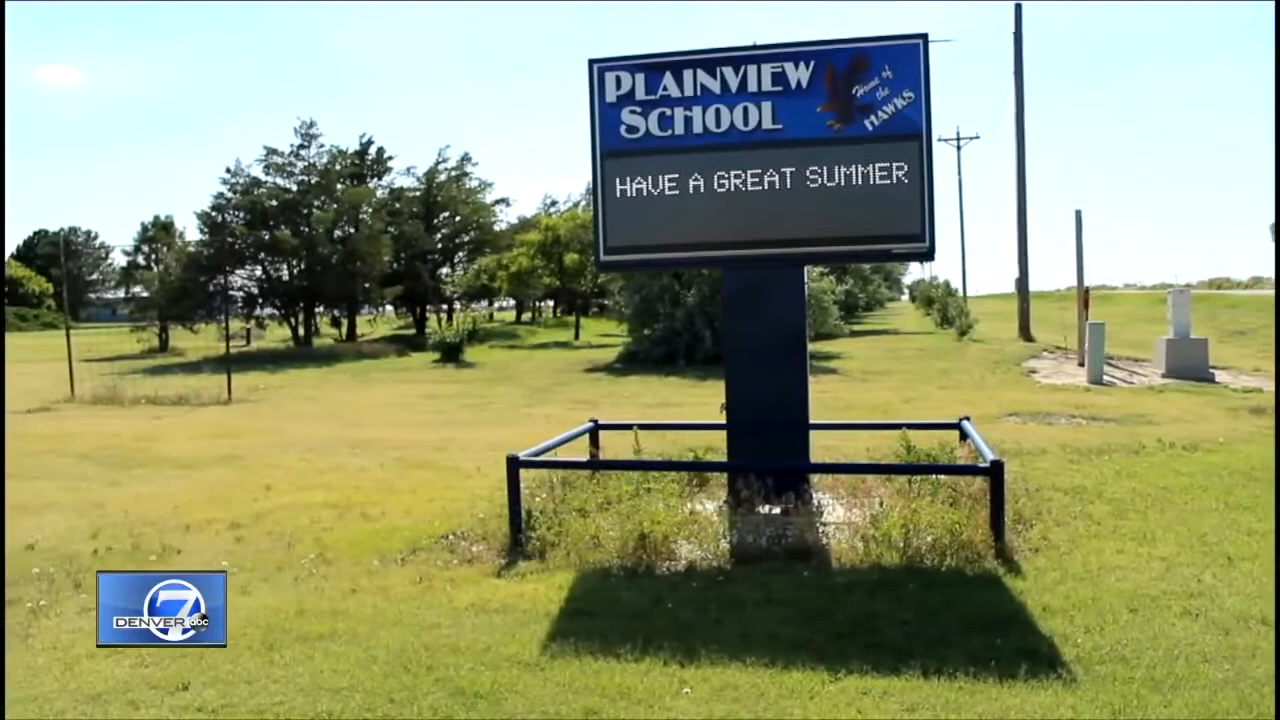 PLAINVIEW
SCHOOL
Home of
the
HAWKS
HAVE A GREAT SUMMER
DENVER 7 abc